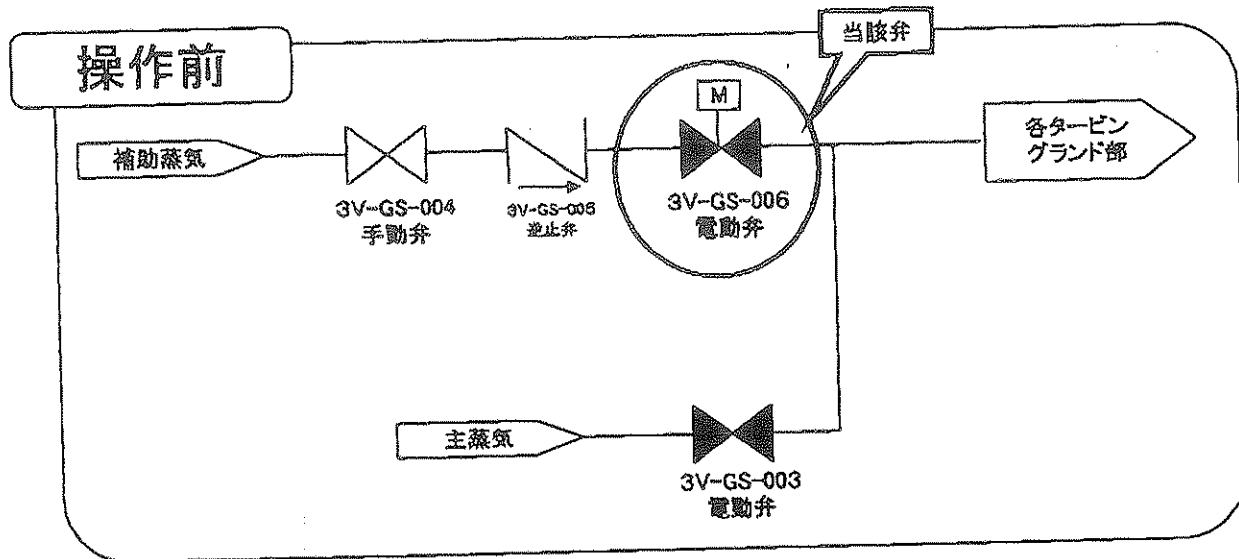 操作前
当該弁
M
補助蒸気
各タービン
グランド部
3V-GS-004
手動弁
3V-GS-005
逆止弁
3V-GS-006
電動弁
主蒸気
3V-GS-003
電動弁